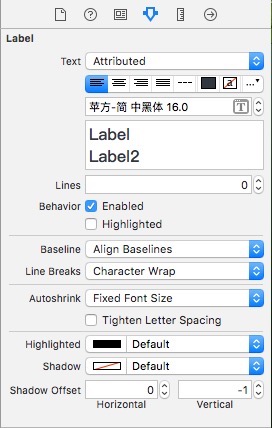 Label
Text Attributed
a ...
苹方-简 中黑体 16.0 T
Label
Label2
Lines 0
Behavior Enabled
Highlighted
Baseline Align Baselines
Line Breaks Character Wrap
Autoshrink Fixed Font Size
Tighten Letter Spacing
Highlighted Default
Shadow Default
Shadow Offset 0 -1
Horizontal Vertical